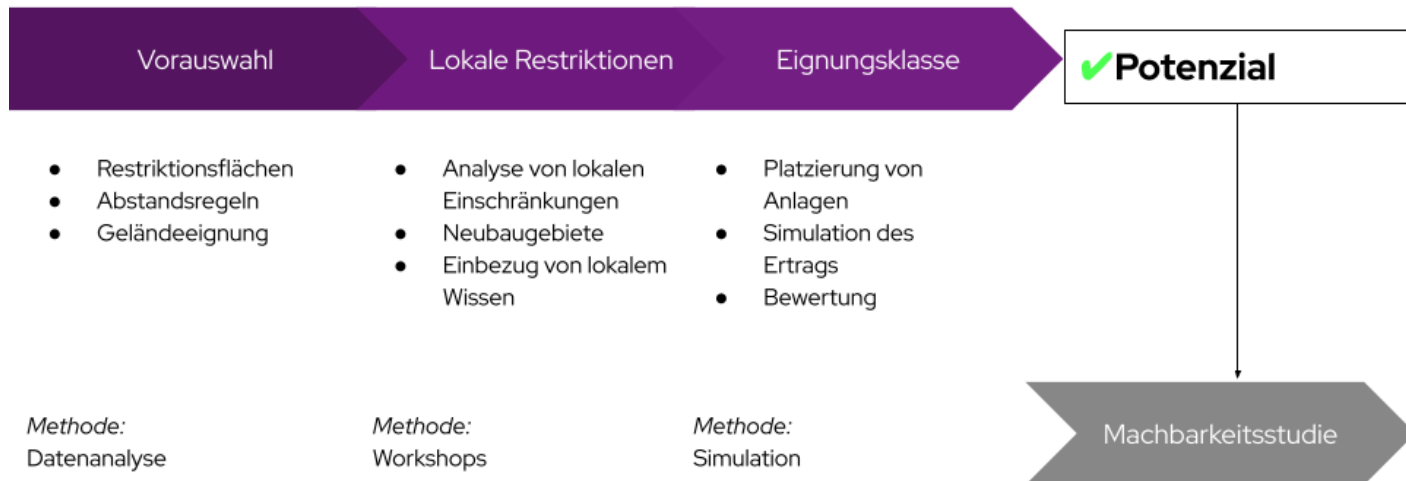 Vorauswahl
Lokale Restriktionen
Eignungsklasse
✔Potenzial
● Restriktionsflächen
● Abstandsregeln
● Geländeeignung
● Analyse von lokalen
Einschränkungen
● Neubaugebiete
● Einbezug von lokalem
Wissen
● Platzierung von
Anlagen
● Simulation des
Ertrags
● Bewertung
Methode:
Datenanalyse
Methode:
Workshops
Methode:
Simulation
Machbarkeitsstudie